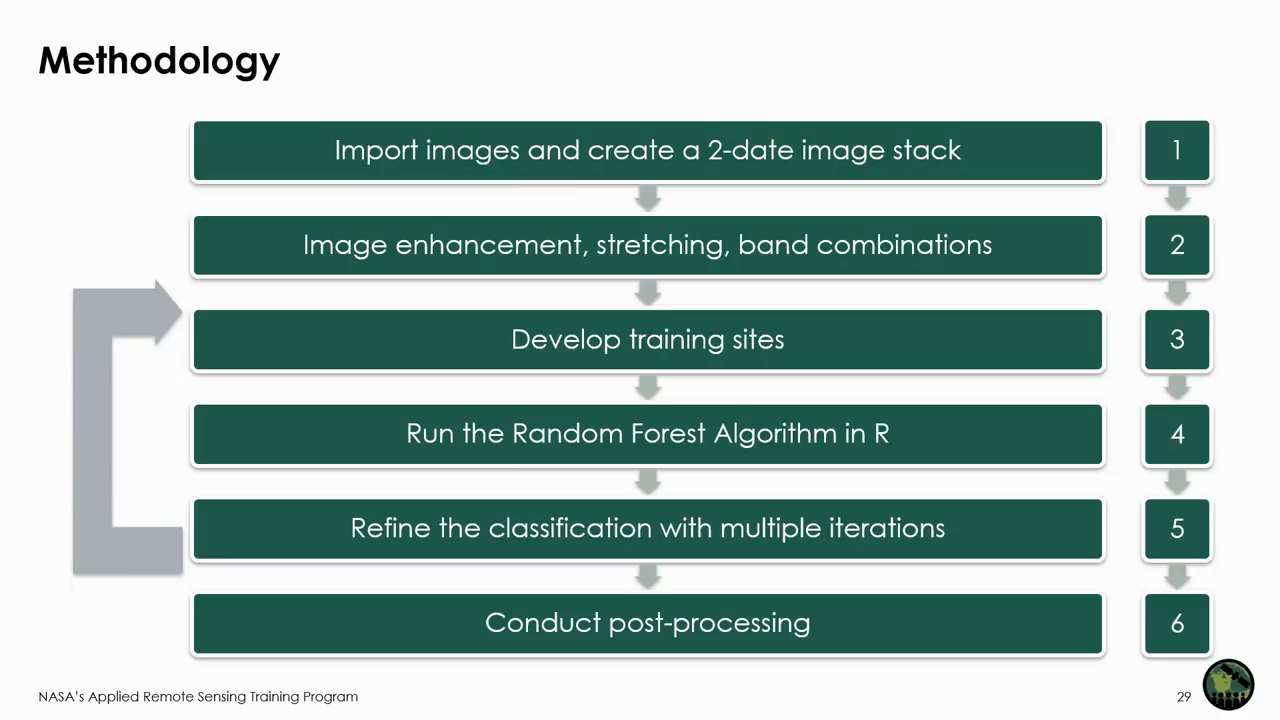 Methodology
Import images and create a 2-date image stack
1
Image enhancement, stretching, band combinations
2
Develop training sites
3
Run the Random Forest Algorithm in R
4
Refine the classification with multiple iterations
5
Conduct post-processing
6
NASA's Applied Remote Sensing Training Program
29